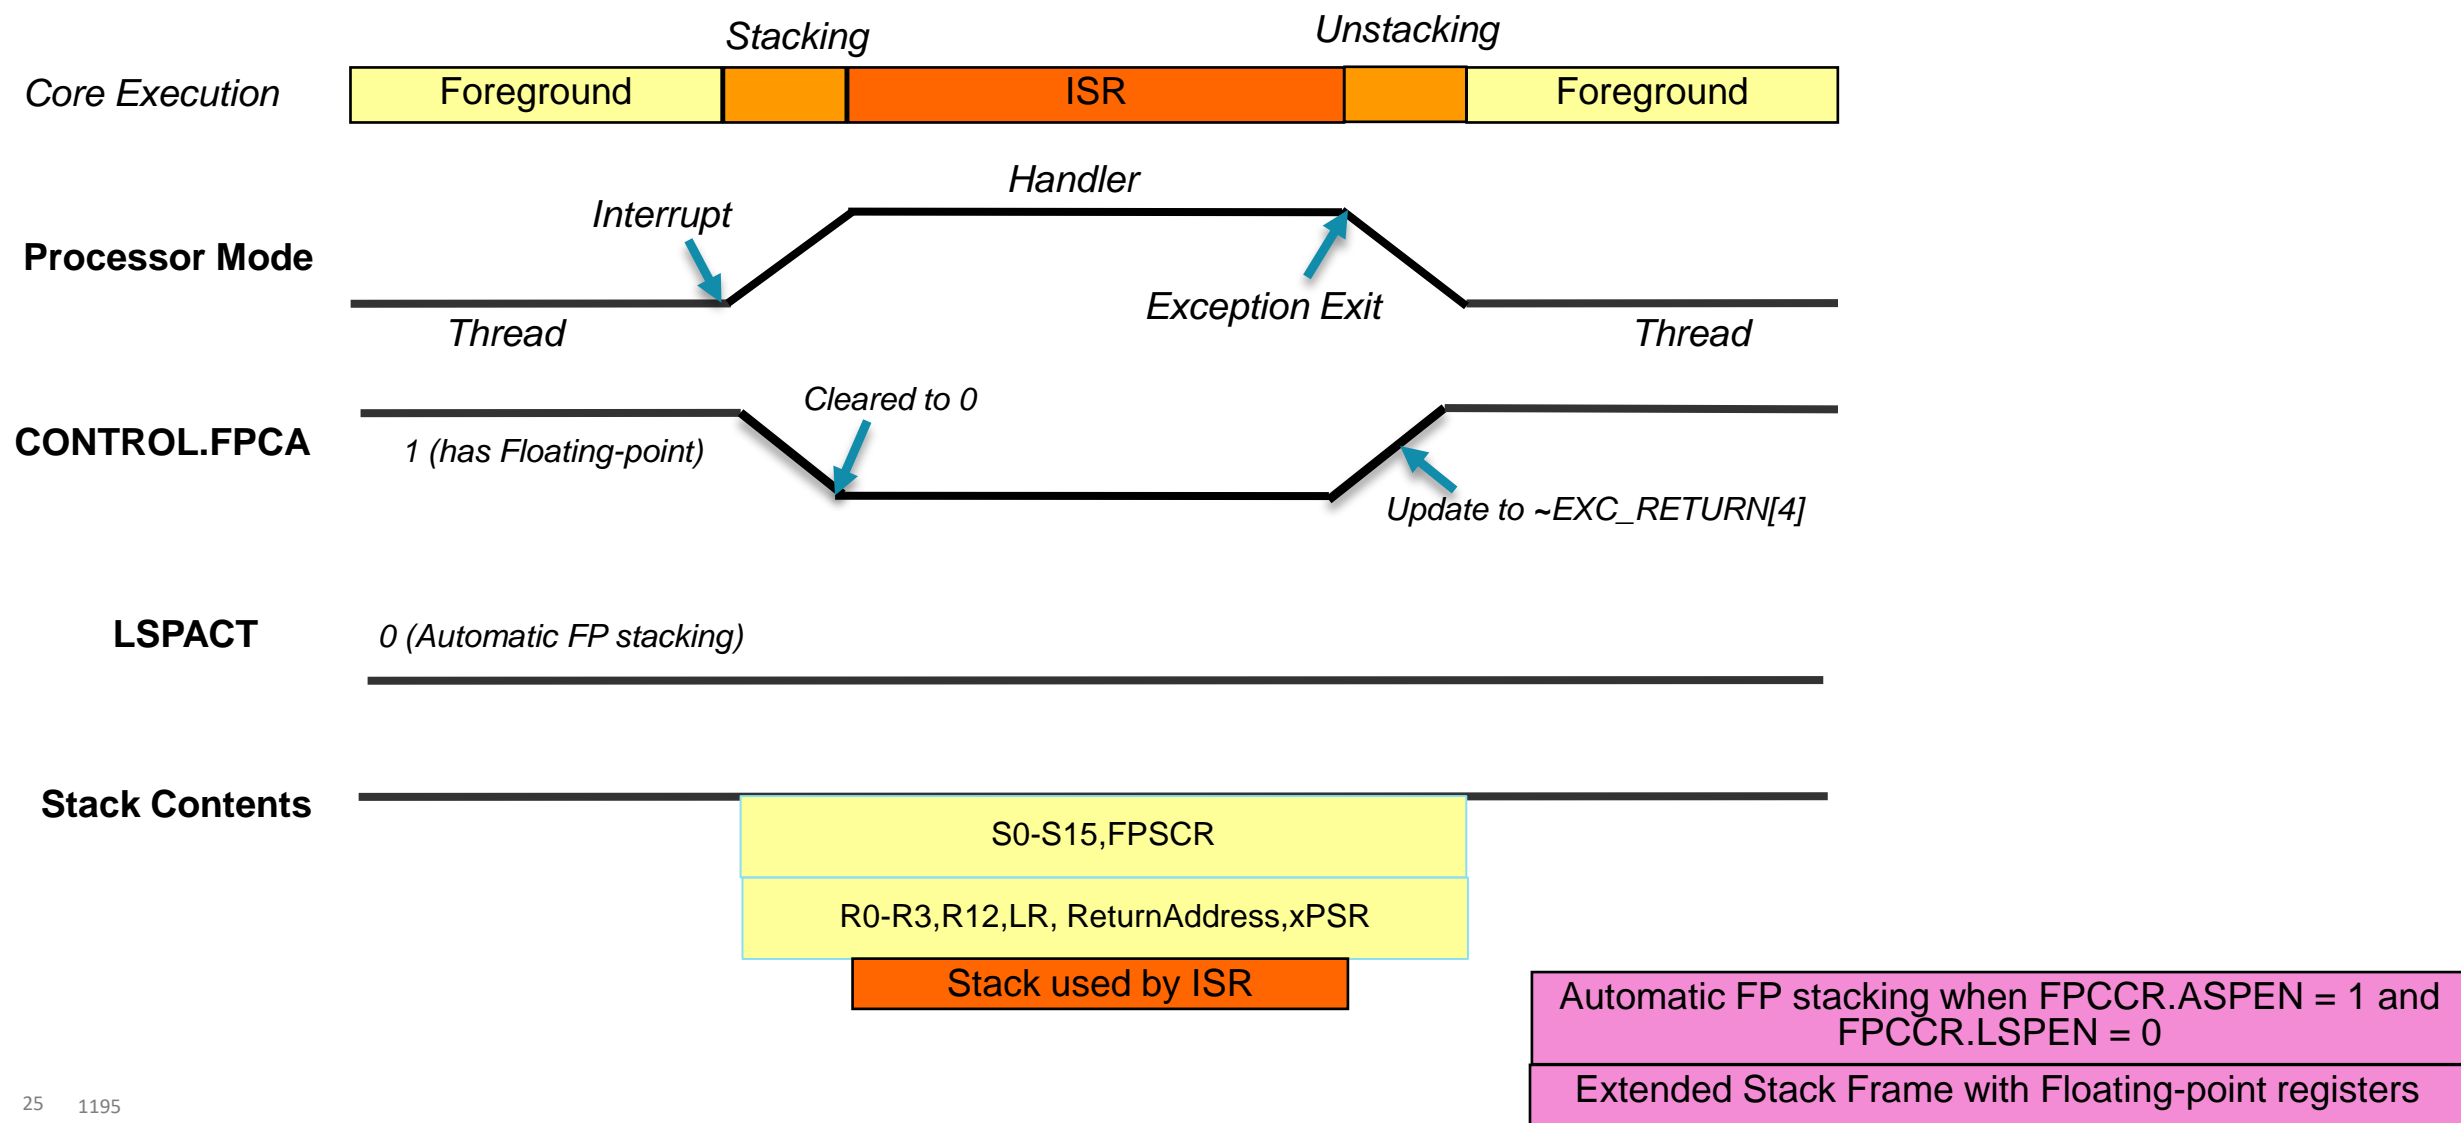 Stacking
Unstacking
Core Execution
Foreground
ISR
Foreground
Handler
Interrupt
Processor Mode
Exception Exit
Thread
Thread
Cleared to 0
CONTROL.FPCA
1 (has Floating-point)
Update to ~EXC_RETURN[4]
LSPACT
0 (Automatic FP stacking)
Stack Contents
S0-S15,FPSCR
R0-R3,R12,LR, ReturnAddress,xPSR
Stack used by ISR
Automatic FP stacking when FPCCR.ASPEN = 1 and
FPCCR.LSPEN = 0
Extended Stack Frame with Floating-point registers
25
1195